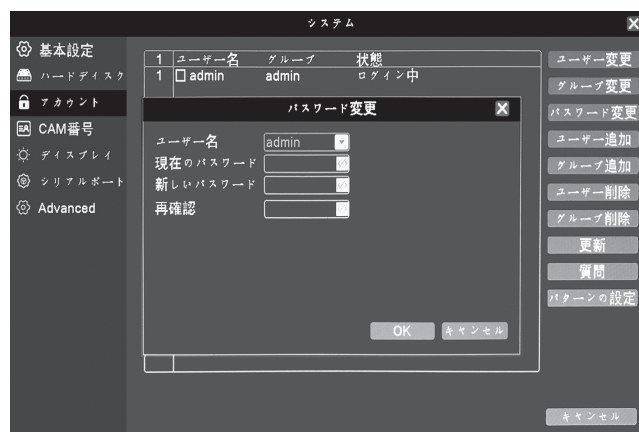 システム
基本設定
ハードディスク
アカウント
CAM番号
ディスプレイ
シリアルポート
Advanced
1 ユーザー名 グループ 状態
1 admin admin ログイン中
パスワード変更
ユーザー名 admin
現在のパスワード
新しいパスワード
再確認
OK キャンセル
ユーザー変更
グループ変更
パスワード変更
ユーザー追加
グループ追加
ユーザー削除
グループ削除
更新
質問
パターンの設定
キャンセル